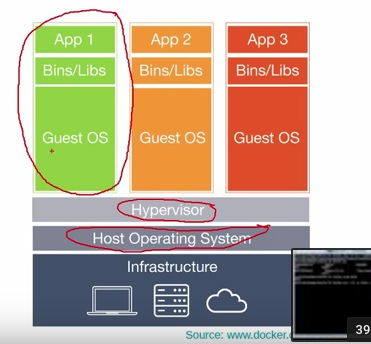 App 1 App 2 App 3
Bins/Libs Bins/Libs Bins/Libs
Guest OS Guest OS Guest OS
Hypervisor
Host Operating System
Infrastructure
Source: www.docker.
39